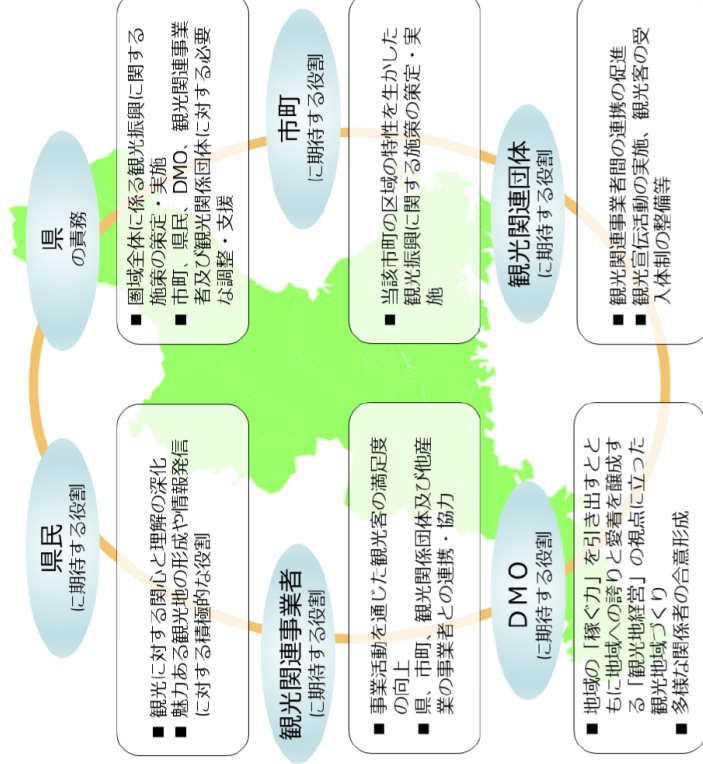 県民
に期待する役割
■ 観光に対する関心と理解の深化
■ 魅力ある観光地の形成や情報発信
に対する積極的な役割
県
の責務
■ 圏域全体に係る観光振興に関する
施策の策定・実施
■ 市町、県民、DMO、観光関連事業
者及び観光関係団体に対する必要
な調整・支援
観光関連事業者
に期待する役割
■ 事業活動を通じた観光客の満足度
の向上
■ 県、市町、観光関係団体及び他産
業の事業者との連携・協力
市町
に期待する役割
■ 当該市町の区域の特性を生かした
観光振興に関する施策の策定・実
施
DMO
に期待する役割
■ 地域の「稼ぐ力」を引き出すとと
もに地域への誇りと愛着を醸成す
る「観光地経営」の視点に立った
観光地域づくり
■ 多様な関係者の合意形成
観光関連団体
に期待する役割
■ 観光関連事業者間の連携の促進
■ 観光宣伝活動の実施、観光客の受
入体制の整備等